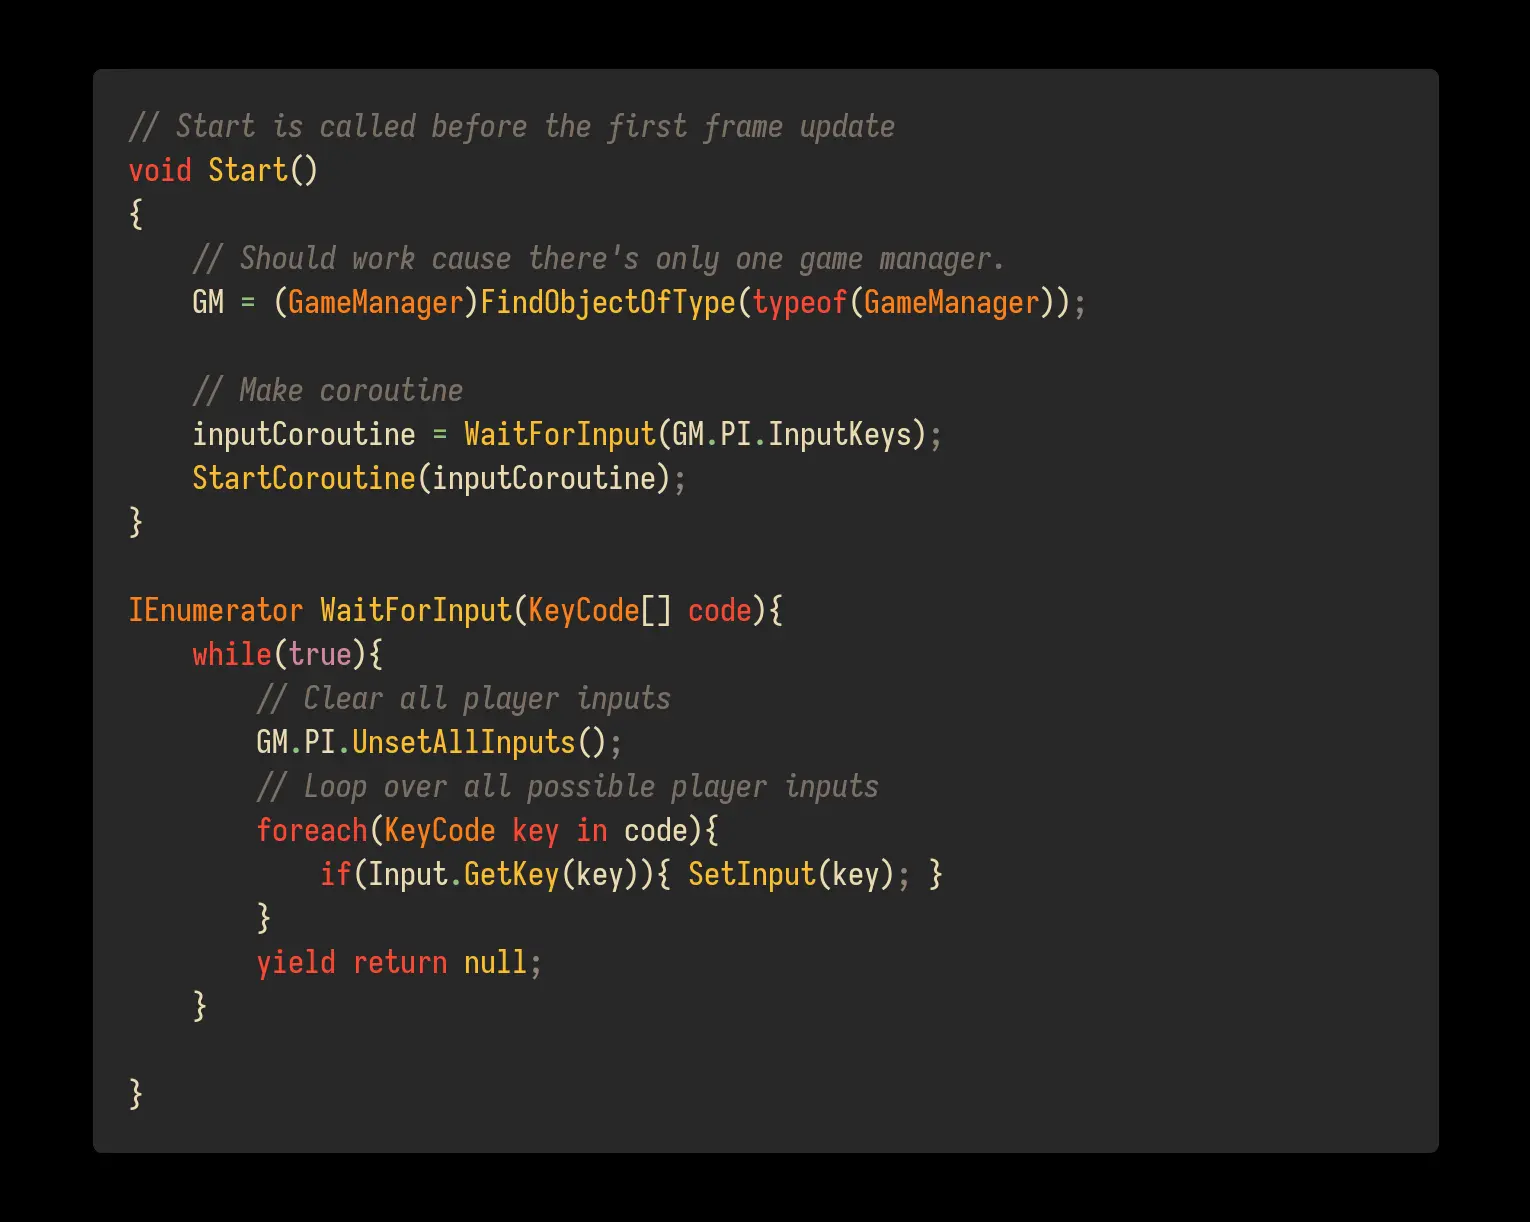 // Start is called before the first frame update
void Start()
{
    // Should work cause there's only one game manager.
    GM = (GameManager)FindObjectOfType(typeof(GameManager));
    // Make coroutine
    inputCoroutine = WaitForInput(GM.PI.InputKeys);
    StartCoroutine(inputCoroutine);
}
IEnumerator WaitForInput(KeyCode[] code){
    while(true){
        // Clear all player inputs
        GM.PI.UnsetAllInputs();
        // Loop over all possible player inputs
        foreach(KeyCode key in code){
            if(Input.GetKey(key)){ SetInput(key); }
        }
        yield return null;
    }
}